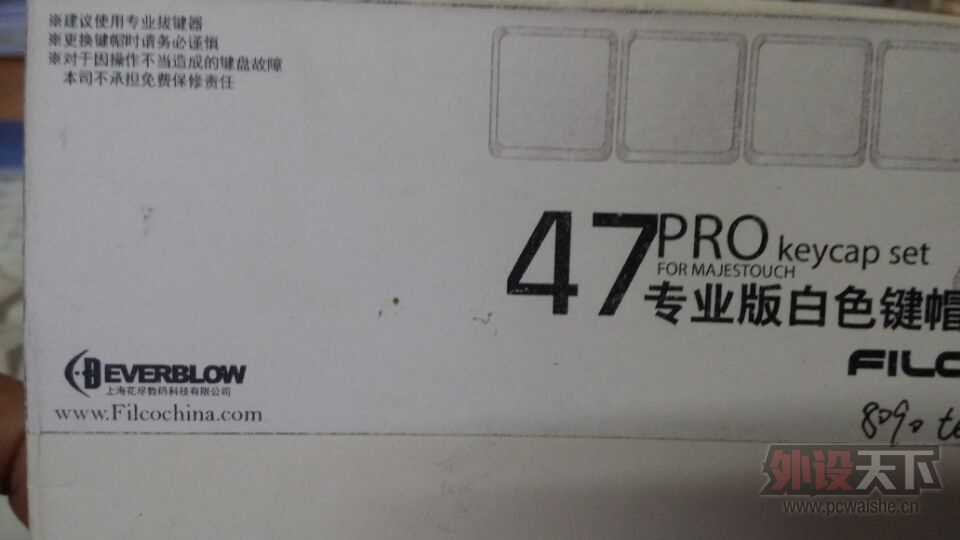 ※建议使用专业拔键器
※更换键帽时请务必谨慎
※对于因操作不当造成的键盘故障
本司不承担免费保修责任
47 PRO keycap set
FOR MAJESTOUCH
专业版白色键帽
FILC
EVERBLOW
上海花尽数码科技有限公司
www.Filcochina.com
8090 te
外设天下
www.pcwaishe.cn